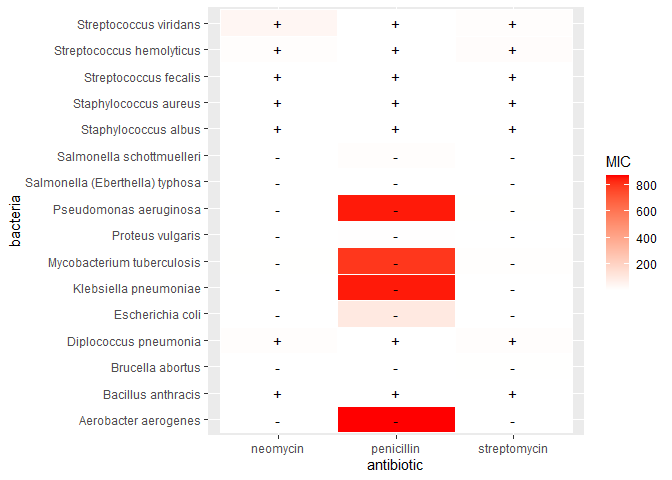 Streptococcus viridans + + +
Streptococcus hemolyticus + + +
Streptococcus fecalis + + +
Staphylococcus aureus + + +
Staphylococcus albus + + +
Salmonella schottmuelleri - - -
Salmonella (Eberthella) typhosa - - -
Pseudomonas aeruginosa - - -
Proteus vulgaris - - -
Mycobacterium tuberculosis - - -
Klebsiella pneumoniae - - -
Escherichia coli - - -
Diplococcus pneumonia + + +
Brucella abortus - - -
Bacillus anthracis + + +
Aerobacter aerogenes - - -
bacteria
neomycin penicillin streptomycin
antibiotic
MIC
800
600
400
200